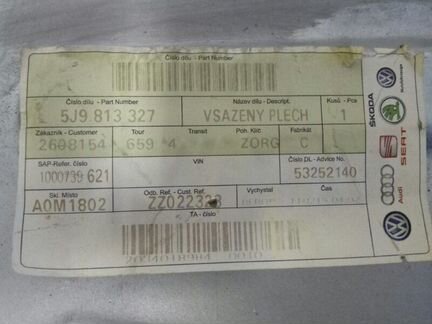 Číslo dílu - Part Number
Číslo dílu - Part Number Název dílu - Descript. Kusů - Pcs
5J9 813 327 VSAZENY PLECH 1
Zákazník - Customer Tour Transit Poh. Klíč Fabrikát
2608154 659 4 ZORG C
SAP-Refer. číslo VIN Číslo DL - Advice No.
1000739 621 53252140
Skl. Místo Odb. Ref. - Cust. Ref. Vychystal Čas
A0M1802
TA - číslo
ŠKODA
SEAT
Audi